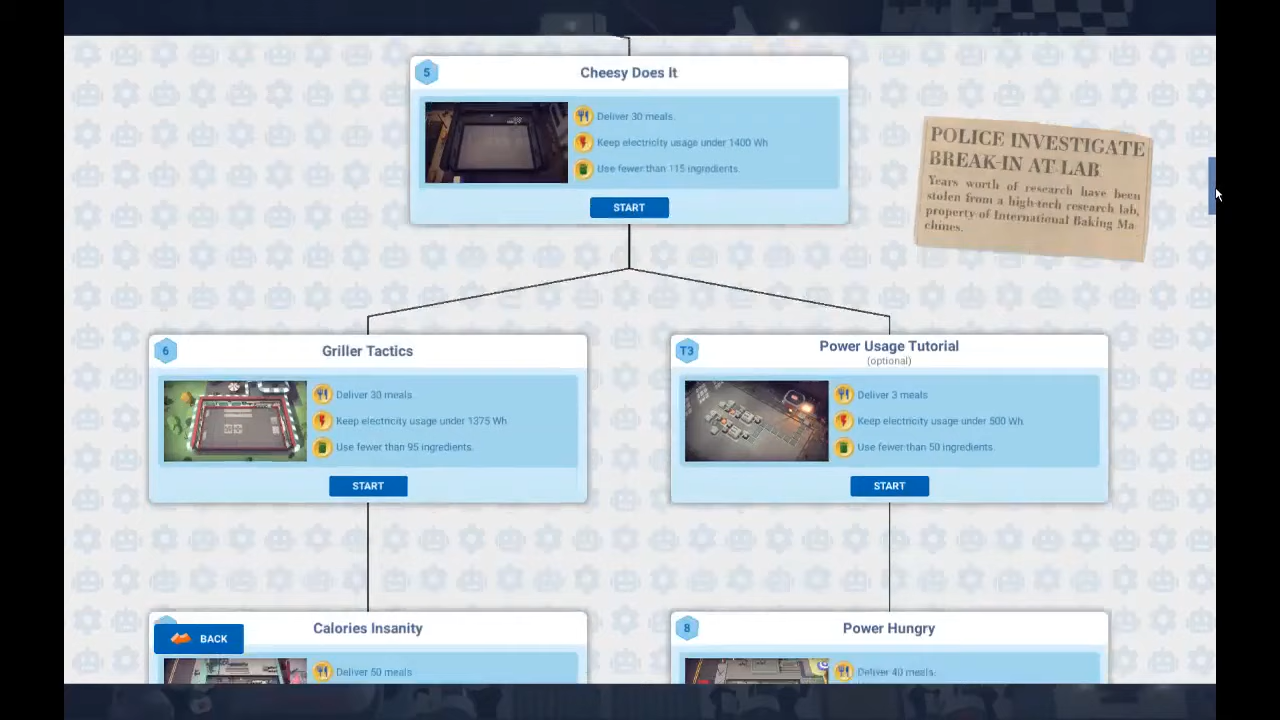 5
Cheesy Does It
Deliver 30 meals.
Keep electricity usage under 1400 Wh
Use fewer than 115 ingredients.
START
POLICE INVESTIGATE
BREAK-IN AT LAB
Years worth of research have been
stolen from a high-tech research lab,
property of International Baking Ma
chines.
6
Griller Tactics
Deliver 30 meals
Keep electricity usage under 1375 Wh
Use fewer than 95 ingredients.
START
T3
Power Usage Tutorial
(optional)
Deliver 3 meals
Keep electricity usage under 500 Wh
Use fewer than 50 ingredients.
START
Calories Insanity
BACK
Deliver 50 meals
8
Power Hungry
Deliver 40 meals.